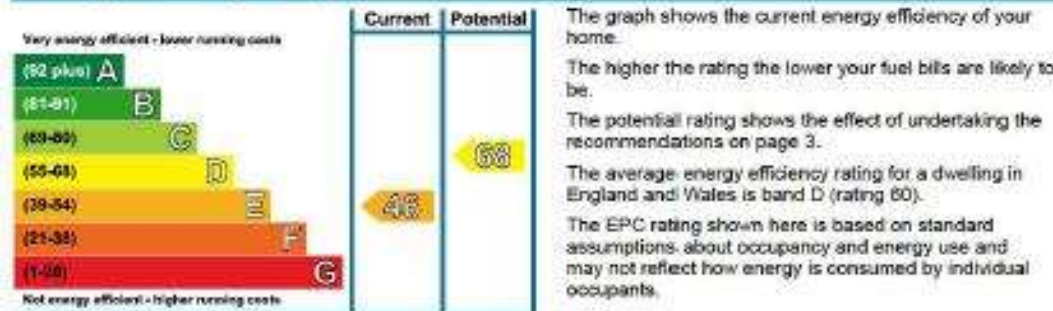 Current Potential
Very energy efficient - lower running costs
(92 plus) A
(81-91) B
(69-80) C
(55-68) D
(39-54) E
(21-38) F
(1-20) G
Not energy efficient - higher running costs
46
68
The graph shows the current energy efficiency of your
home.
The higher the rating the lower your fuel bills are likely to
be.
The potential rating shows the effect of undertaking the
recommendations on page 3.
The average energy efficiency rating for a dwelling in
England and Wales is band D (rating 60).
The EPC rating shown here is based on standard
assumptions about occupancy and energy use and
may not reflect how energy is consumed by individual
occupants.